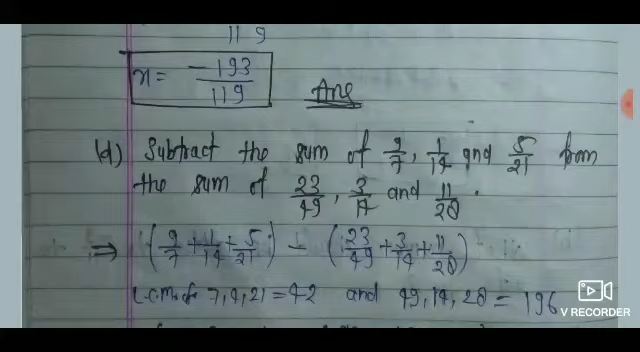 119
x = -193/119 Ans
(d) Subtract the sum of 9/7, 1/14 and 5/21 from
the sum of 23/49, 3/14 and 11/28.
⇒ (9/7 + 1/14 + 5/21) - (23/49 + 3/14 + 11/28)
L.C.M of 7, 4, 21 = 42 and 49, 14, 28 = 196
V RECORDER